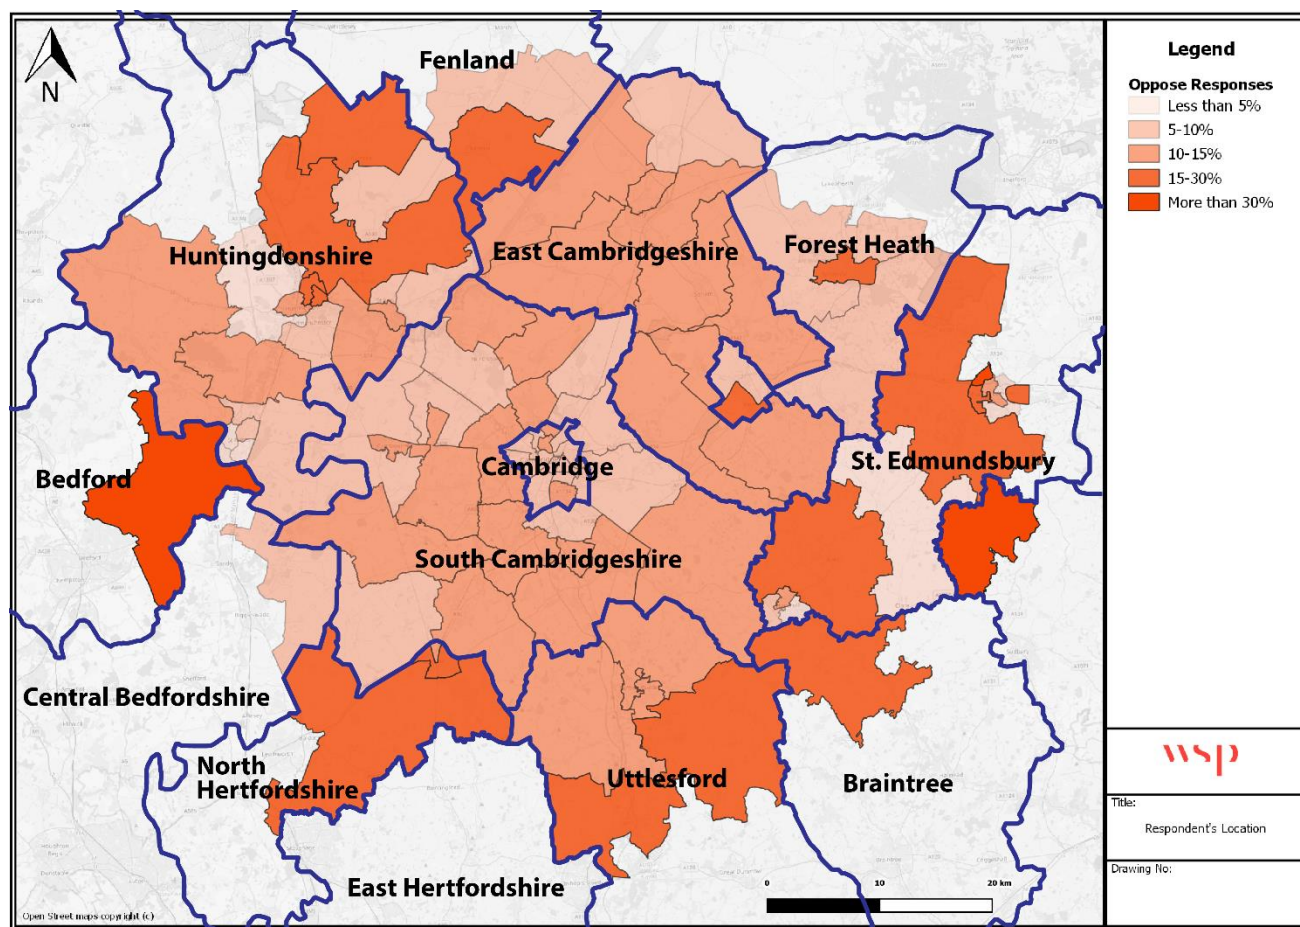 N
Fenland
Huntingdonshire
East Cambridgeshire
Forest Heath
Bedford
Cambridge
St. Edmundsbury
South Cambridgeshire
Central Bedfordshire
North
Hertfordshire
Uttlesford
Braintree
East Hertfordshire
0 10 20 km
Open Street maps copyright (c)
Legend
Oppose Responses
Less than 5%
5-10%
10-15%
15-30%
More than 30%
wsp
Title:
Respondent's Location
Drawing No: